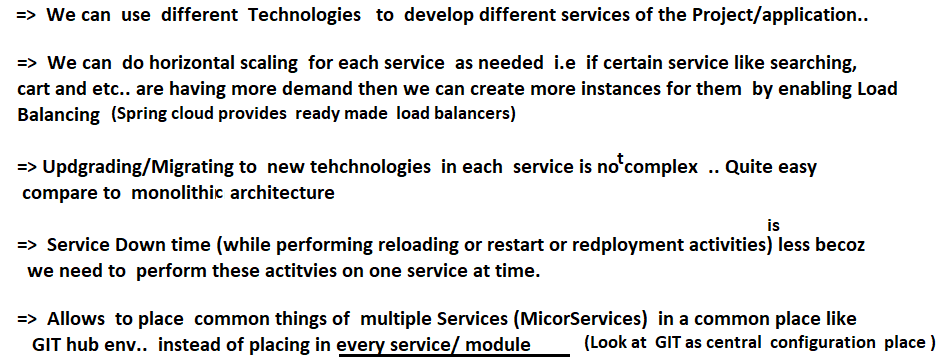 => We can use different Technologies to develop different services of the Project/application..
=> We can do horizontal scaling for each service as needed i.e if certain service like searching,
cart and etc.. are having more demand then we can create more instances for them by enabling Load
Balancing (Spring cloud provides ready made load balancers)
=> Updgrading/Migrating to new tehchnologies in each service is not complex .. Quite easy
compare to monolithic architecture
=> Service Down time (while performing reloading or restart or redployment activities) is less becoz
we need to perform these actitvies on one service at time.
=> Allows to place common things of multiple Services (MicorServices) in a common place like
GIT hub env.. instead of placing in every service/ module (Look at GIT as central configuration place )